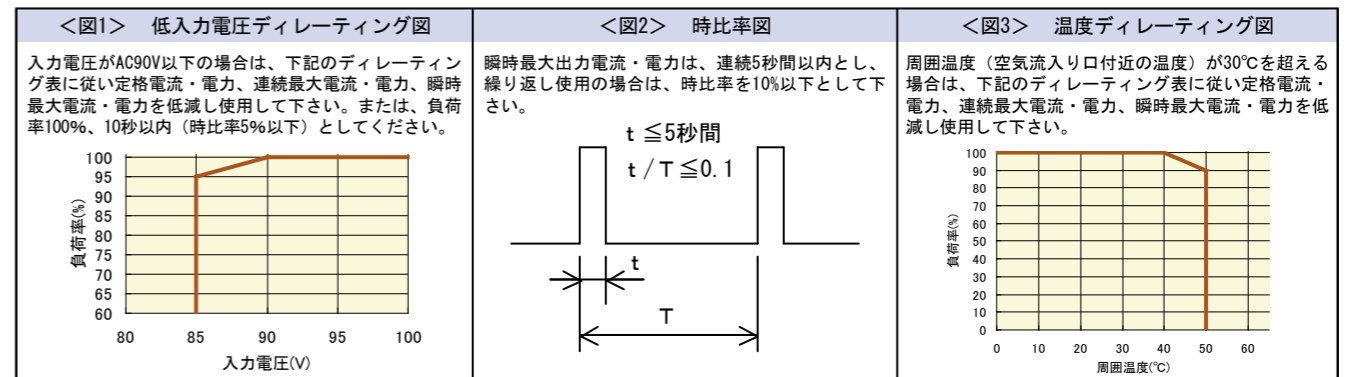 <図1>　低入力電圧ディレーティング図
入力電圧がAC90V以下の場合は、下記のディレーティン
グ表に従い定格電流・電力、連続最大電流・電力、瞬時
最大電流・電力を低減し使用して下さい。または、負荷
率100%、10秒以内（時比率5%以下）としてください。
100
95
90
85
80
75
70
65
60
負荷率(%)
80 85 90 95 100
入力電圧(V)
<図2>　時比率図
瞬時最大出力電流・電力は、連続5秒間以内とし、
繰り返し使用の場合は、時比率を10%以下として下
さい。
t ≦5秒間
t／T≦0.1
t
T
<図3>　温度ディレーティング図
周囲温度（空気流入り口付近の温度）が30℃を超える
場合は、下記のディレーティング表に従い定格電流・
電力、連続最大電流・電力、瞬時最大電流・電力を低
減し使用して下さい。
100
90
80
70
60
50
40
30
20
10
0
負荷率(%)
0 10 20 30 40 50 60
周囲温度(℃)